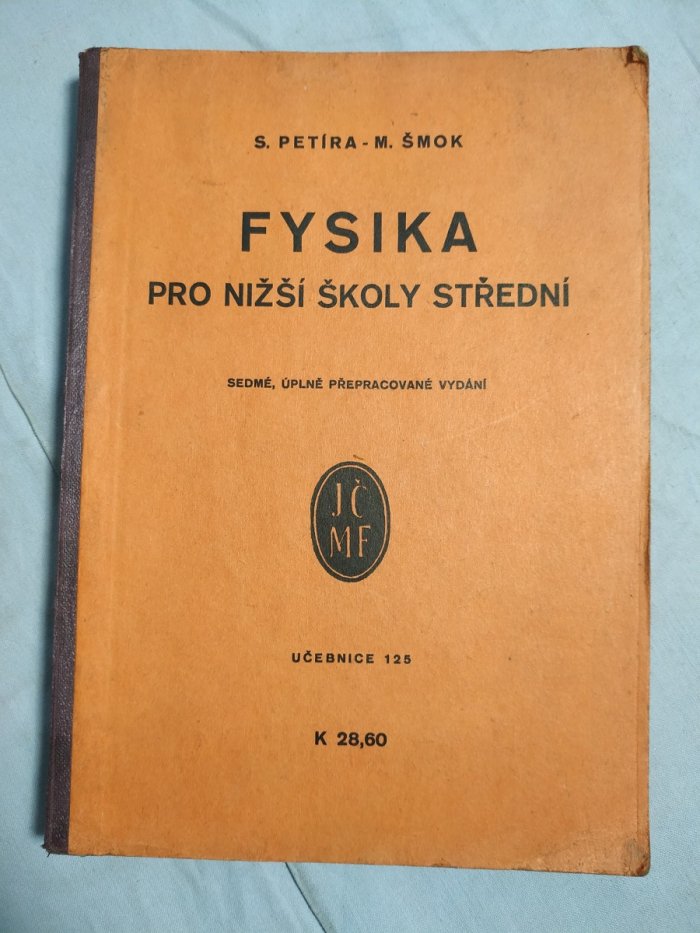 S. PETÍRA - M. ŠMOK
FYSIKA
PRO NIŽŠÍ ŠKOLY STŘEDNÍ
SEDMÉ, ÚPLNĚ PŘEPRACOVANÉ VYDÁNÍ
JČ
MF
UČEBNICE 125
K 28,60